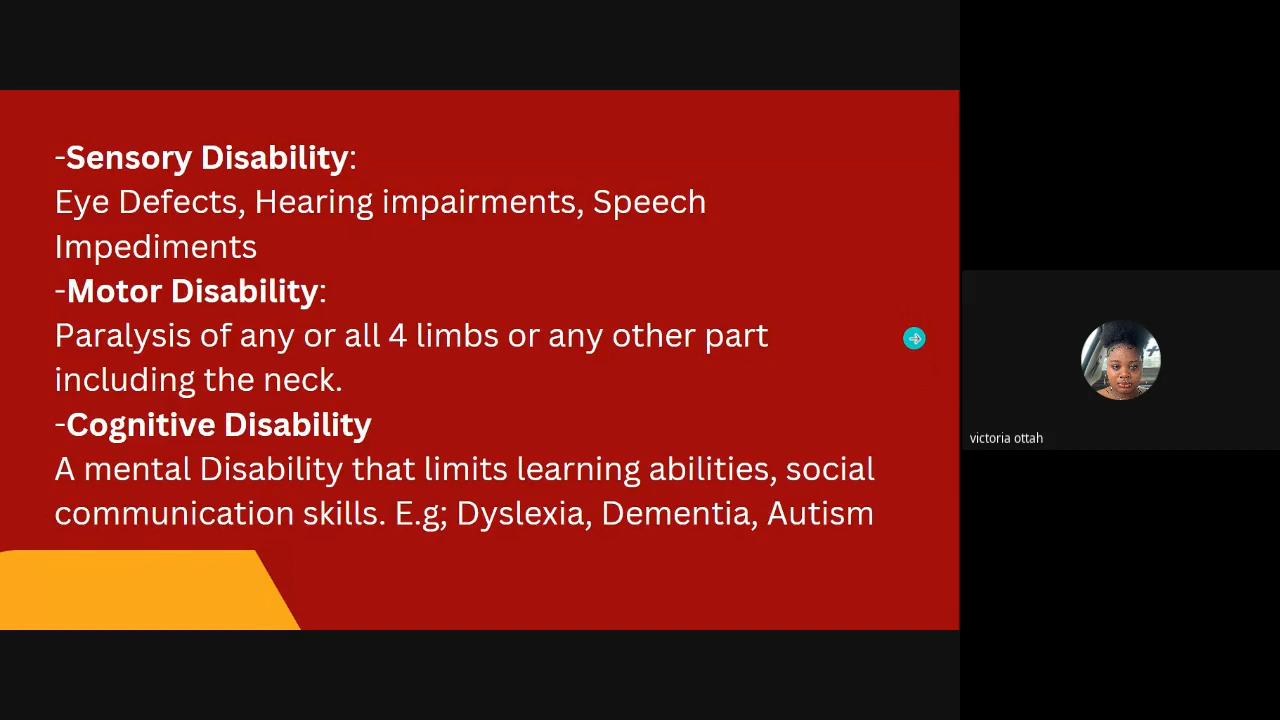 -Sensory Disability:
Eye Defects, Hearing impairments, Speech
Impediments
-Motor Disability:
Paralysis of any or all 4 limbs or any other part
including the neck.
-Cognitive Disability
A mental Disability that limits learning abilities, social
communication skills. E.g; Dyslexia, Dementia, Autism
victoria ottah